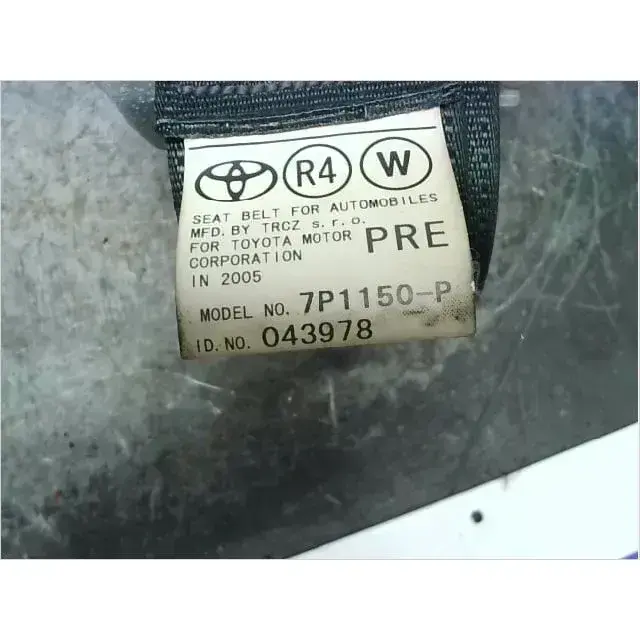 R4 W
SEAT BELT FOR AUTOMOBILES
MFD. BY TRCZ s. r. o.
FOR TOYOTA MOTOR PRE
CORPORATION
IN 2005
MODEL NO. 7P1150-P
ID. NO. 043978